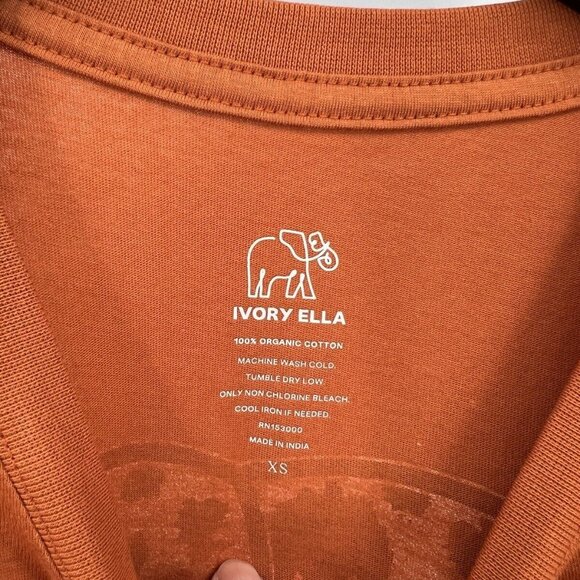 IVORY ELLA
100% ORGANIC COTTON
MACHINE WASH COLD.
TUMBLE DRY LOW.
ONLY NON CHLORINE BLEACH.
COOL IRON IF NEEDED.
RN153000
MADE IN INDIA
XS